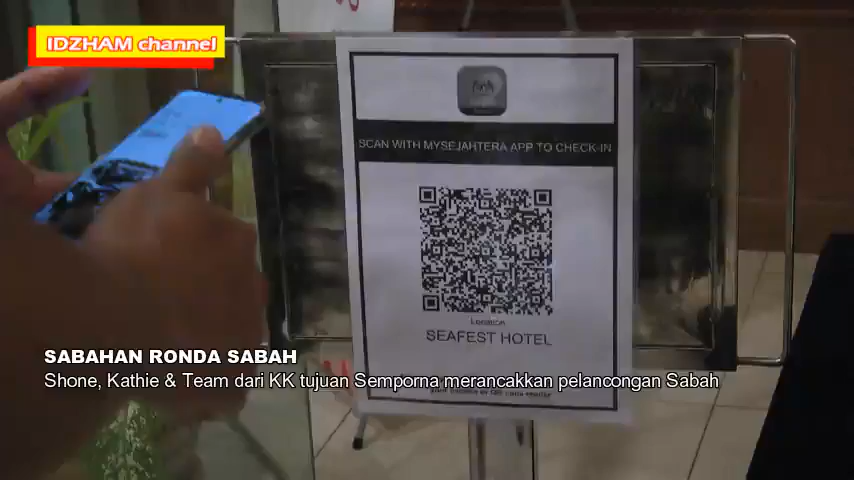 IDZHAM channel
SCAN WITH MYSEJAHTERA APP TO CHECK-IN
Location
SEAFEST HOTEL
SABAHAN RONDA SABAH
Shone, Kathie & Team dari KK tujuan Semporna merancakkan pelancongan Sabah